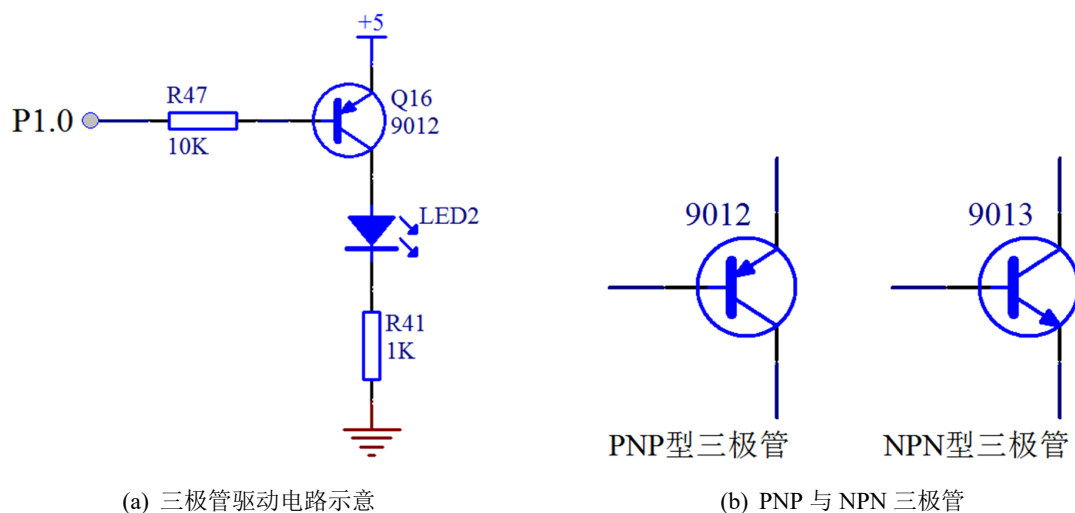 +5
R47
P1.0
10K
Q16
9012
LED2
R41
1K
9012
9013
PNP型三极管
NPN型三极管
(a) 三极管驱动电路示意
(b) PNP 与 NPN 三极管